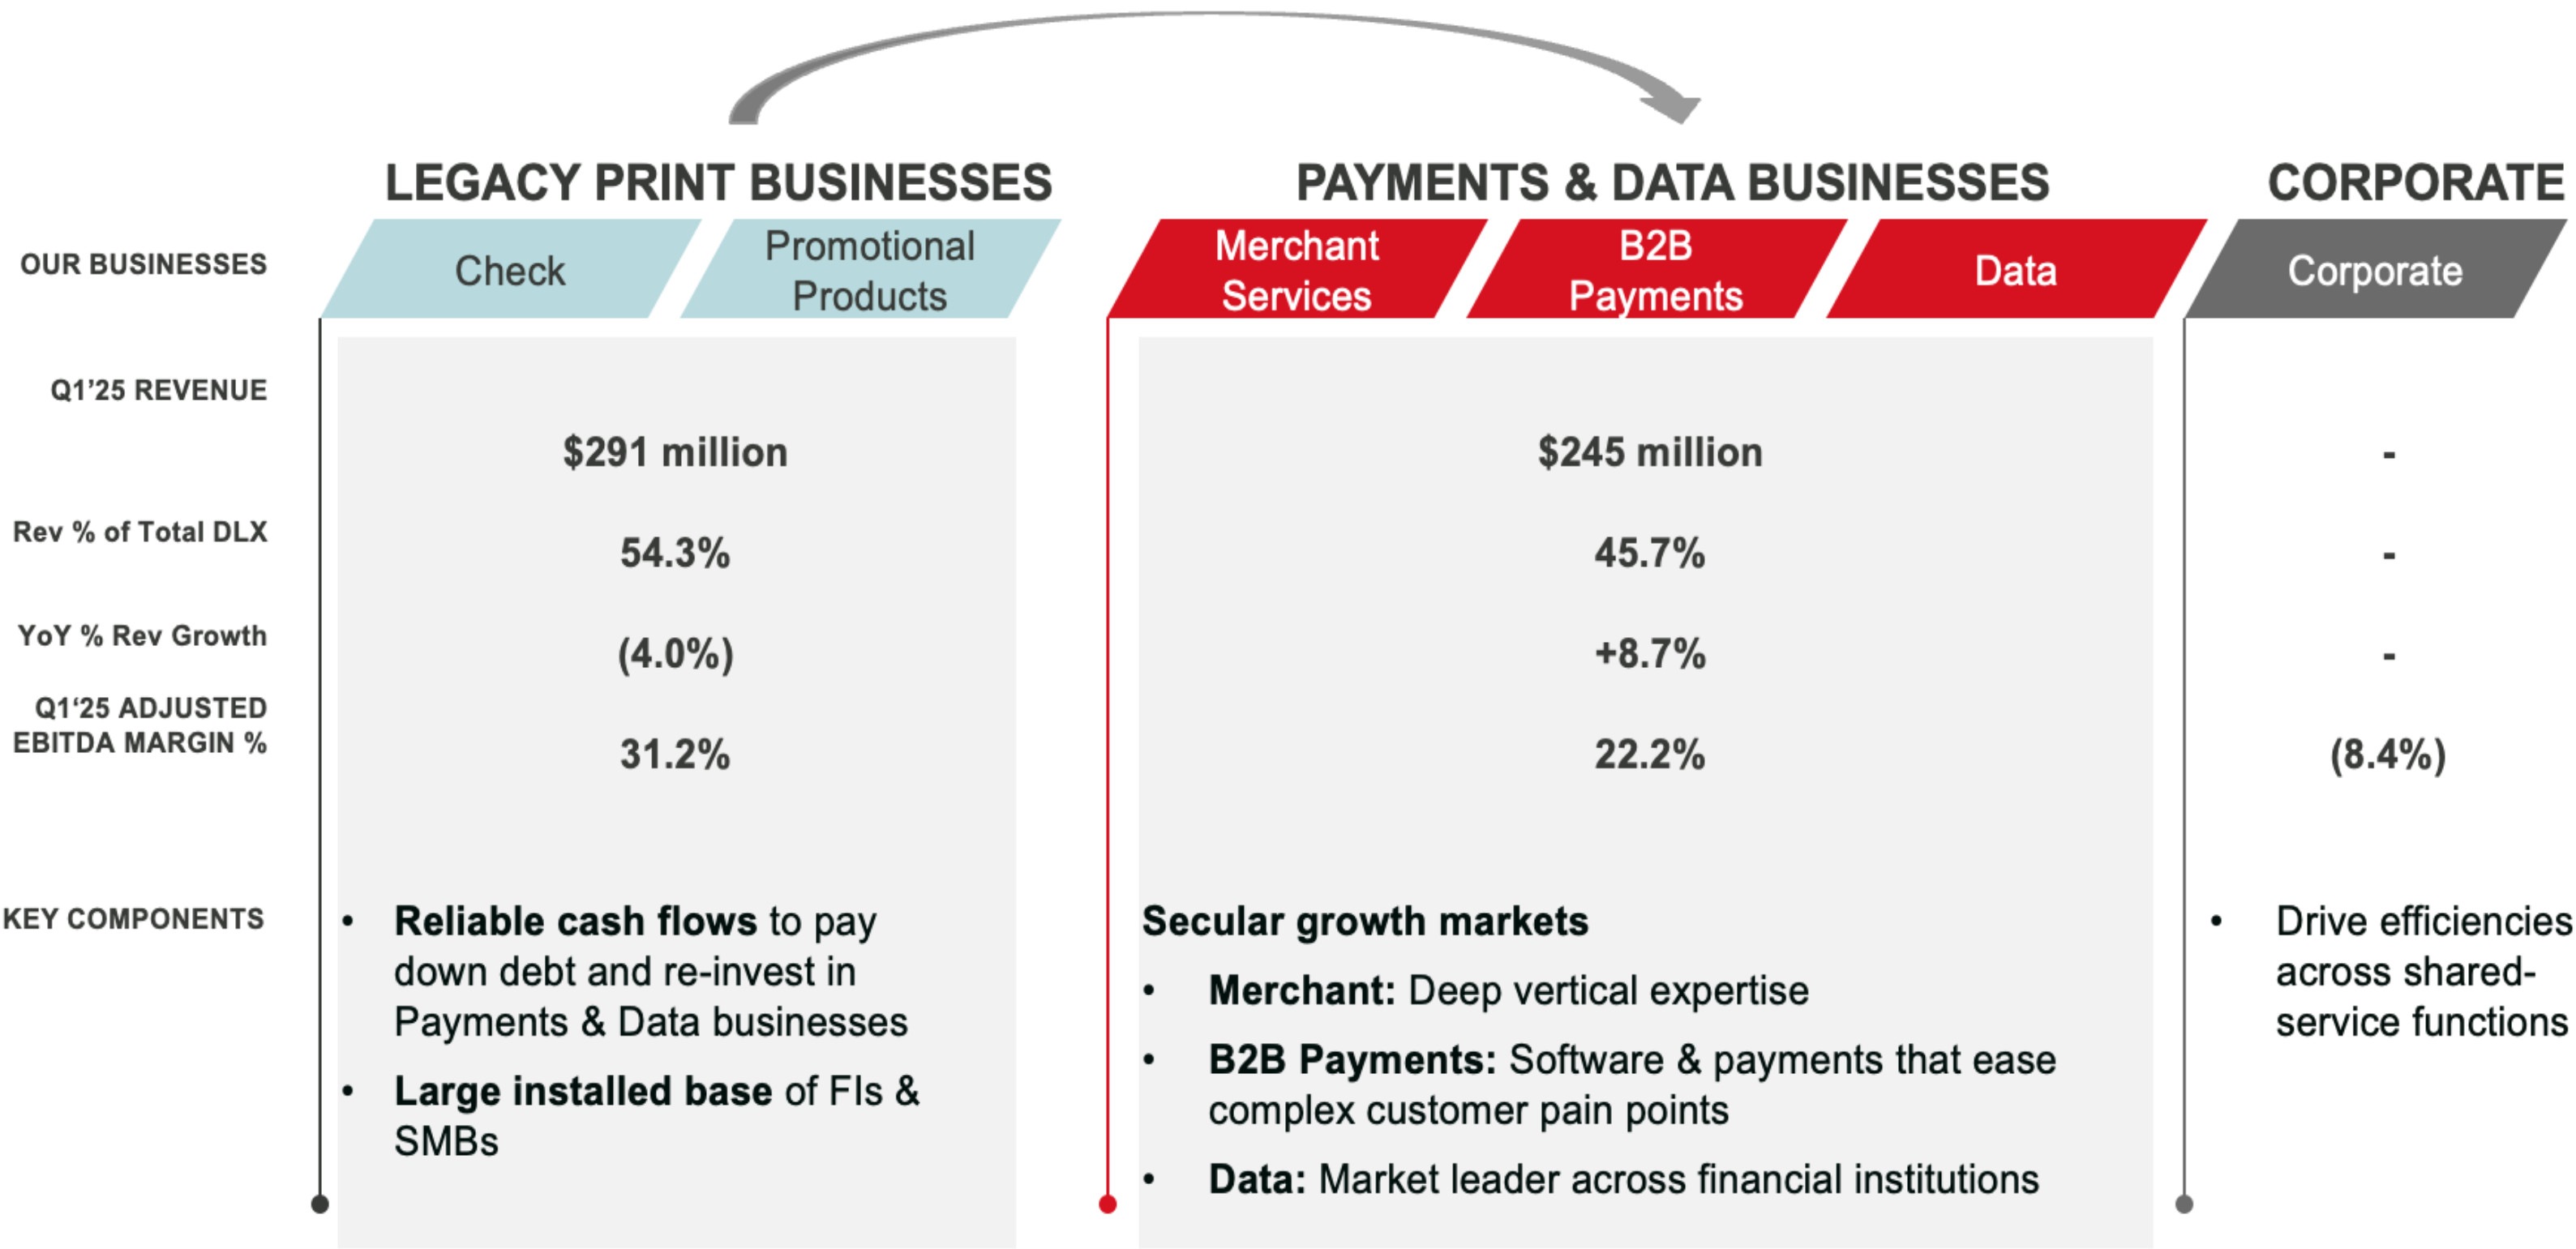 LEGACY PRINT BUSINESSES
PAYMENTS & DATA BUSINESSES
CORPORATE
OUR BUSINESSES
Check
Promotional
Products
Merchant
Services
B2B
Payments
Data
Corporate
Q1’25 REVENUE
$291 million
$245 million
-
Rev % of Total DLX
54.3%
45.7%
-
YoY % Rev Growth
(4.0%)
+8.7%
-
Q1‘25 ADJUSTED
EBITDA MARGIN %
31.2%
22.2%
(8.4%)
KEY COMPONENTS
• Reliable cash flows to pay
down debt and re-invest in
Payments & Data businesses
• Large installed base of FIs &
SMBs
Secular growth markets
• Merchant: Deep vertical expertise
• B2B Payments: Software & payments that ease
complex customer pain points
• Data: Market leader across financial institutions
• Drive efficiencies
across shared-
service functions